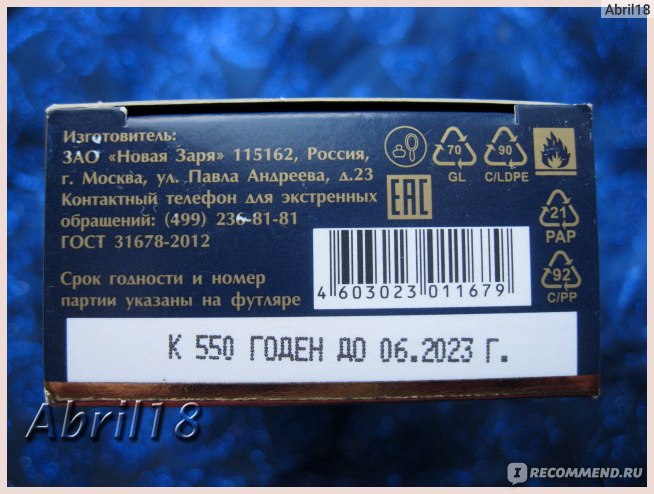 Abril18
Изготовитель:
ЗАО «Новая Заря» 115162, Россия,
г. Москва, ул. Павла Андреева, д.23
Контактный телефон для экстренных
обращений: (499) 236-81-81
ГОСТ 31678-2012
70
GL
90
C/LDPE
EAC
21
PAP
92
C/PP
Срок годности и номер
партии указаны на футляре
4 603023 011679
К 550 ГОДЕН ДО 06.2023 Г.
Abril18
I RECOMMEND.RU